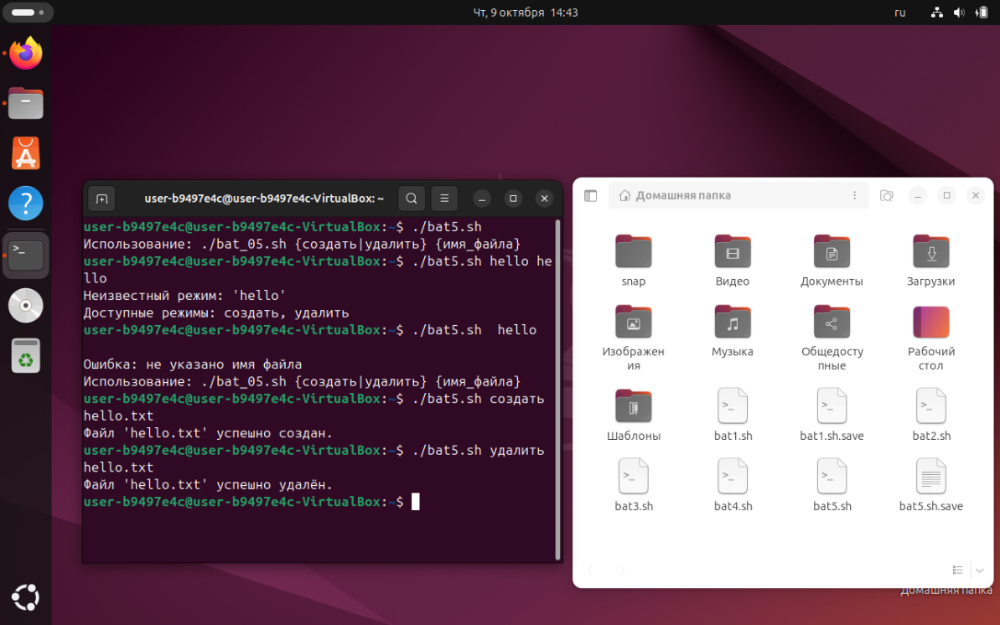 Чт, 9 октября 14:43
ru
user-b9497e4c@user-b9497e4c-VirtualBox: ~
user-b9497e4c@user-b9497e4c-VirtualBox:~$ ./bat5.sh
Использование: ./bat_05.sh {создать|удалить} {имя_файла}
user-b9497e4c@user-b9497e4c-VirtualBox:~$ ./bat5.sh hello he
llo
Неизвестный режим: 'hello'
Доступные режимы: создать, удалить
user-b9497e4c@user-b9497e4c-VirtualBox:~$ ./bat5.sh  hello
Ошибка: не указано имя файла
Использование: ./bat_05.sh {создать|удалить} {имя_файла}
user-b9497e4c@user-b9497e4c-VirtualBox:~$ ./bat5.sh создать
hello.txt
Файл 'hello.txt' успешно создан.
user-b9497e4c@user-b9497e4c-VirtualBox:~$ ./bat5.sh удалить
hello.txt
Файл 'hello.txt' успешно удалён.
user-b9497e4c@user-b9497e4c-VirtualBox:~$
Домашняя папка
snap
Видео
Документы
Загрузки
Изображен
ия
Музыка
Общедосту
пные
Рабочий
стол
Шаблоны
bat1.sh
bat1.sh.save
bat2.sh
bat3.sh
bat4.sh
bat5.sh
bat5.sh.save
Домашняя папка